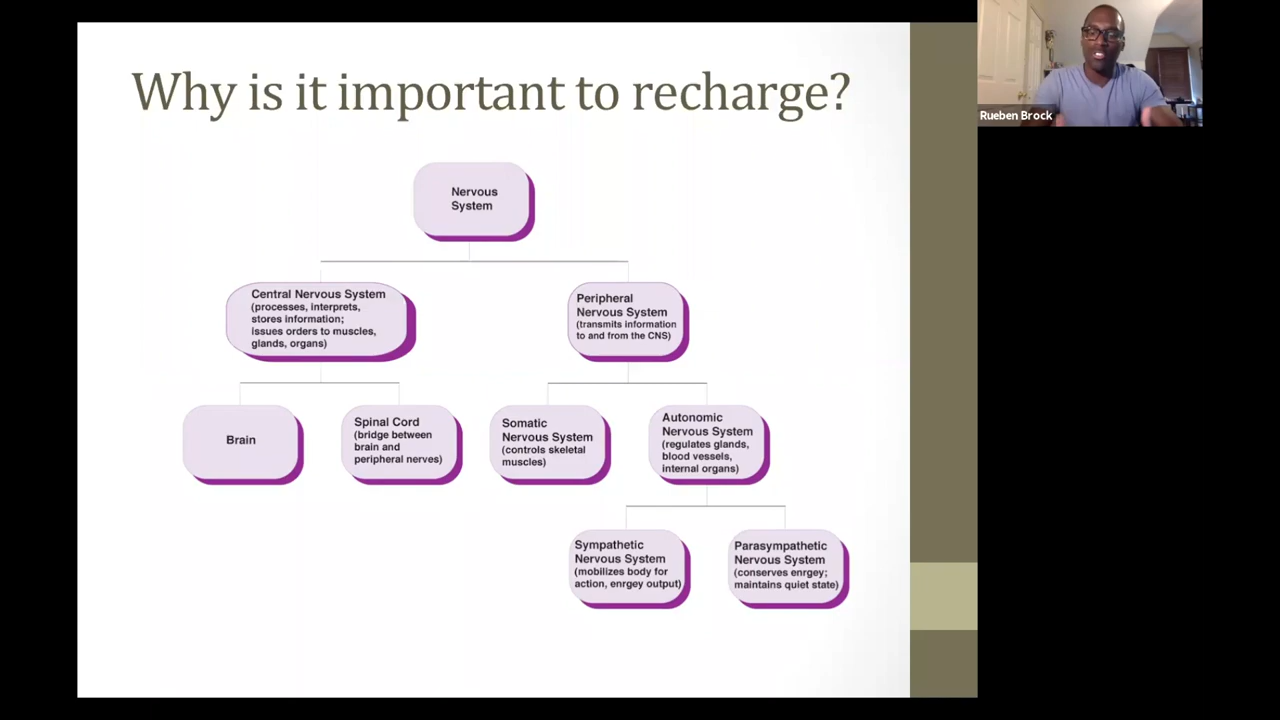 Why is it important to recharge?
Rueben Brock
Nervous
System
Central Nervous System
(processes, interprets,
stores information;
issues orders to muscles,
glands, organs)
Peripheral
Nervous System
(transmits information
to and from the CNS)
Brain
Spinal Cord
(bridge between
brain and
peripheral nerves)
Somatic
Nervous System
(controls skeletal
muscles)
Autonomic
Nervous System
(regulates glands,
blood vessels,
internal organs)
Sympathetic
Nervous System
(mobilizes body for
action, enrgey output)
Parasympathetic
Nervous System
(conserves enrgey;
maintains quiet state)